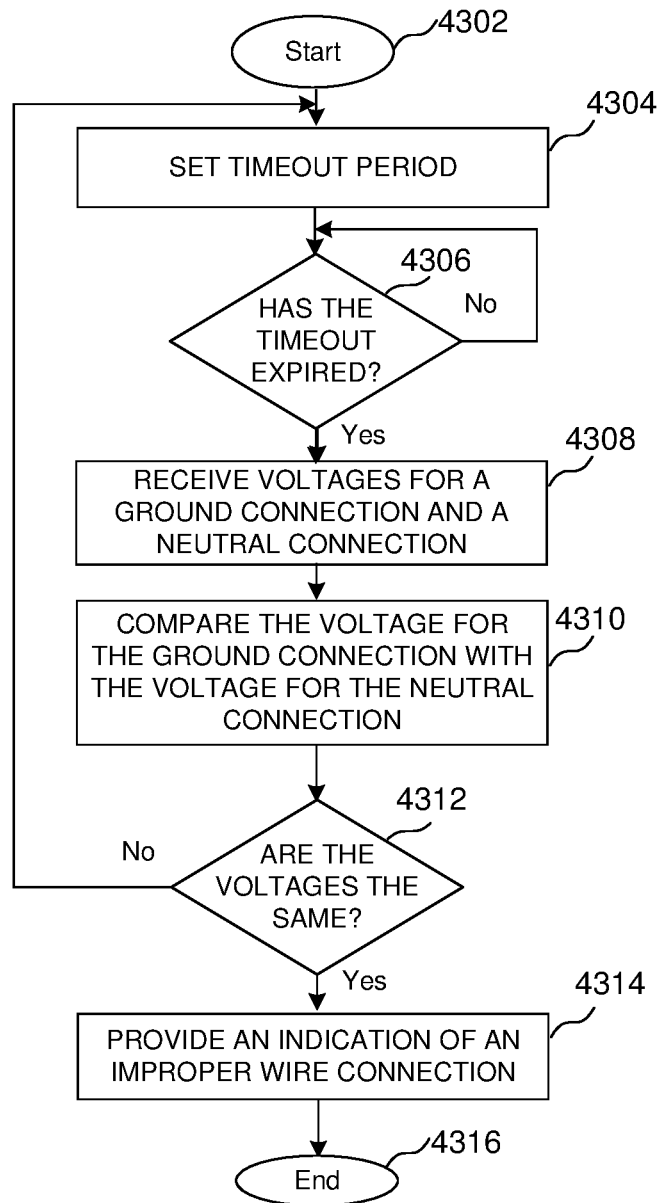 4302
Start
4304
SET TIMEOUT PERIOD
4306
HAS THE
TIMEOUT
EXPIRED?
No
Yes
4308
RECEIVE VOLTAGES FOR A
GROUND CONNECTION AND A
NEUTRAL CONNECTION
4310
COMPARE THE VOLTAGE FOR
THE GROUND CONNECTION WITH
THE VOLTAGE FOR THE NEUTRAL
CONNECTION
4312
No
ARE THE
VOLTAGES THE
SAME?
Yes
4314
PROVIDE AN INDICATION OF AN
IMPROPER WIRE CONNECTION
4316
End